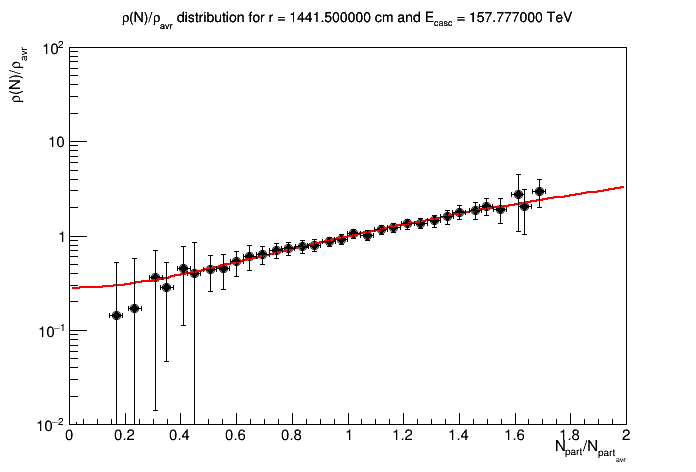 ρ(N)/ρavr distribution for r = 1441.500000 cm and Ecasc = 157.777000 TeV
ρ(N)/ρavr
10²
10
1
10⁻¹
10⁻²
0 0.2 0.4 0.6 0.8 1 1.2 1.4 1.6 1.8 2
Npart/Npartavr